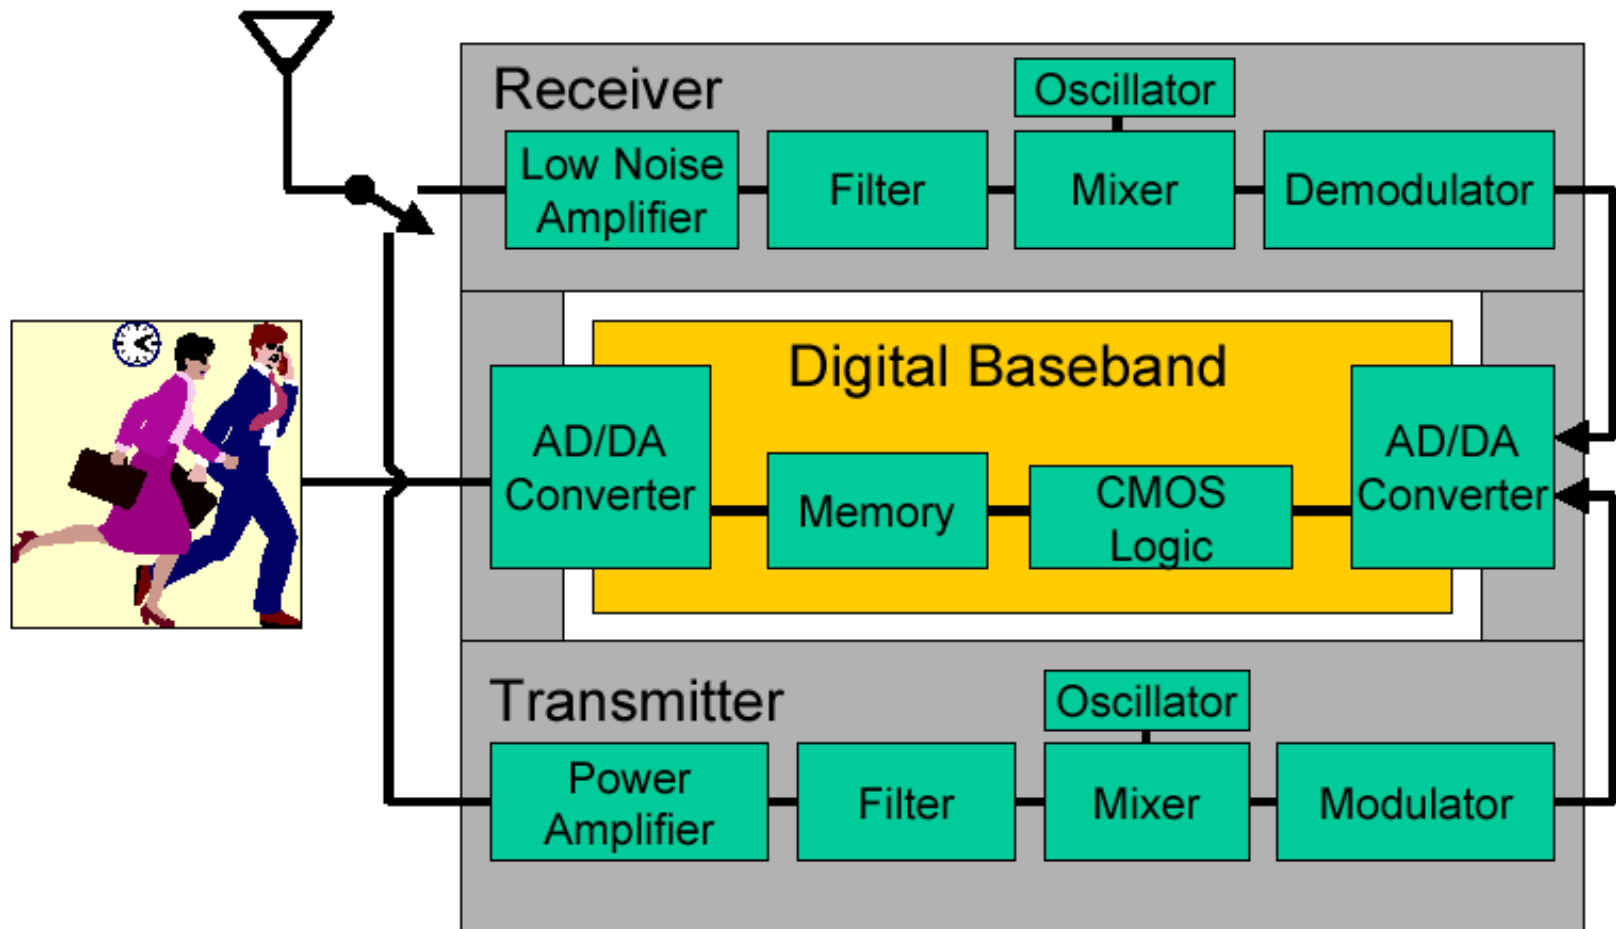 Receiver
Oscillator
Low Noise
Amplifier
Filter
Mixer
Demodulator
Digital Baseband
AD/DA
Converter
Memory
CMOS
Logic
AD/DA
Converter
Transmitter
Oscillator
Power
Amplifier
Filter
Mixer
Modulator